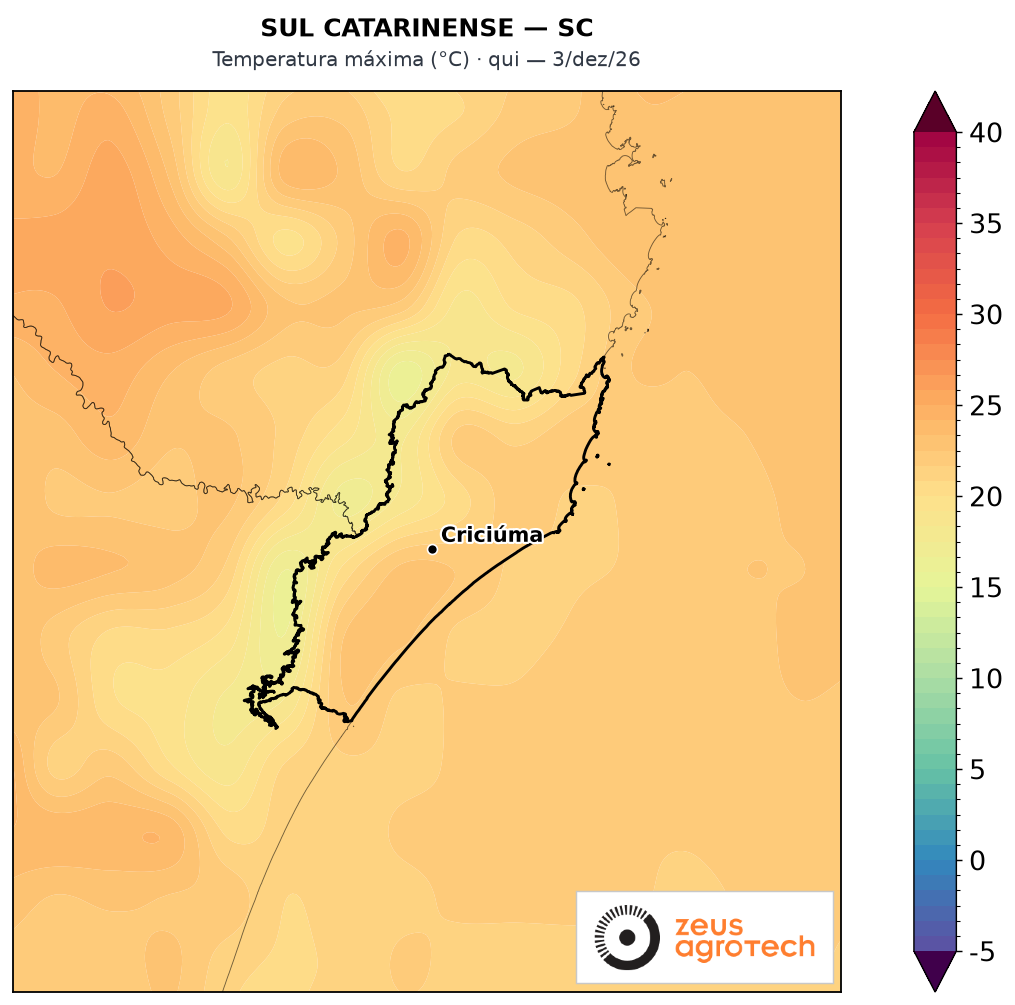 SUL CATARINENSE — SC
Temperatura máxima (°C) · qui — 3/dez/26
40
35
30
25
20
15
10
5
0
-5
Criciúma
zeus
agrotech